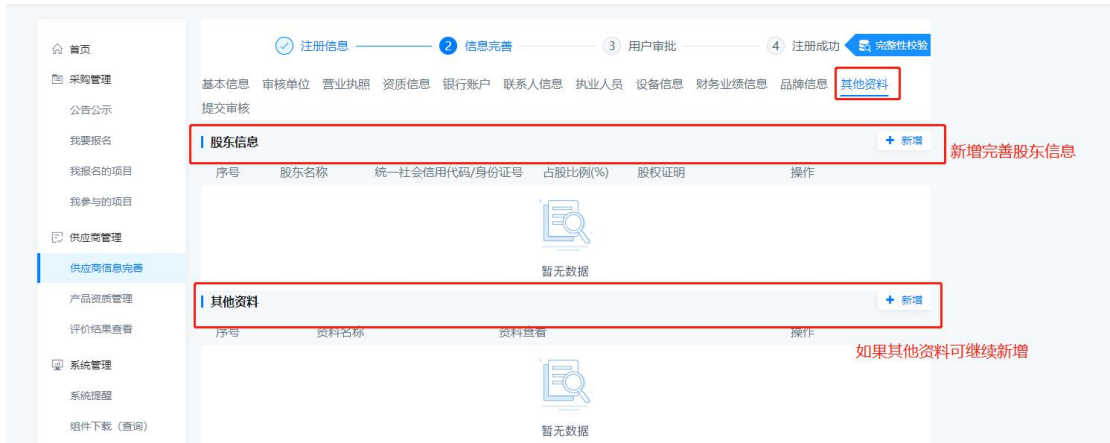 首页
采购管理
公告公示
我要报名
我报名的项目
我参与的项目
供应商管理
供应商信息完善
产品资质管理
评价结果查看
系统管理
系统提醒
组件下载（查询）
注册信息 2 信息完善 3 用户审批 4 注册成功 完整性校验
基本信息 审核单位 营业执照 资质信息 银行账户 联系人信息 执业人员 设备信息 财务业绩信息 品牌信息 其他资料
提交审核
股东信息 + 新增
新增完善股东信息
序号 股东名称 统一社会信用代码/身份证号 占股比例(%) 股权证明 操作
暂无数据
其他资料 + 新增
序号 资料名称 资料查看 操作
如果其他资料可继续新增
暂无数据